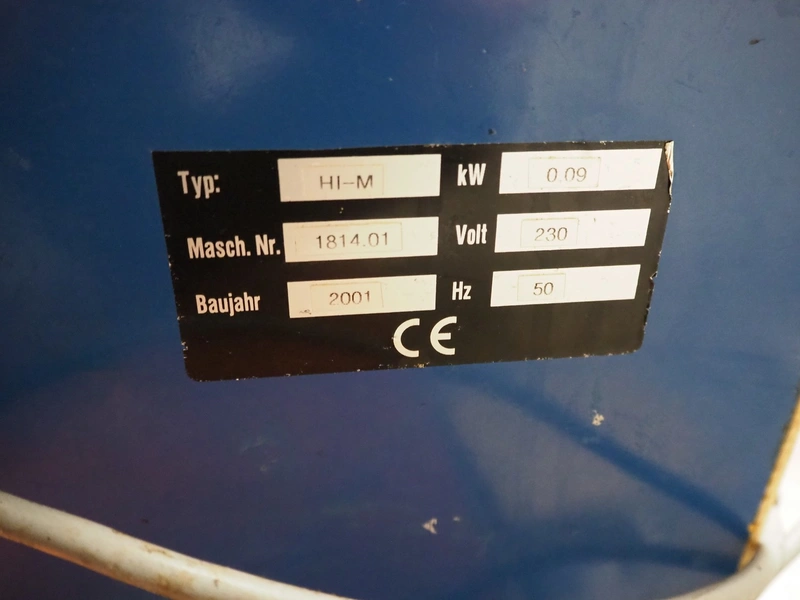 Typ: HI-M kW 0.09
Masch. Nr. 1814.01 Volt 230
Baujahr 2001 Hz 50
CE